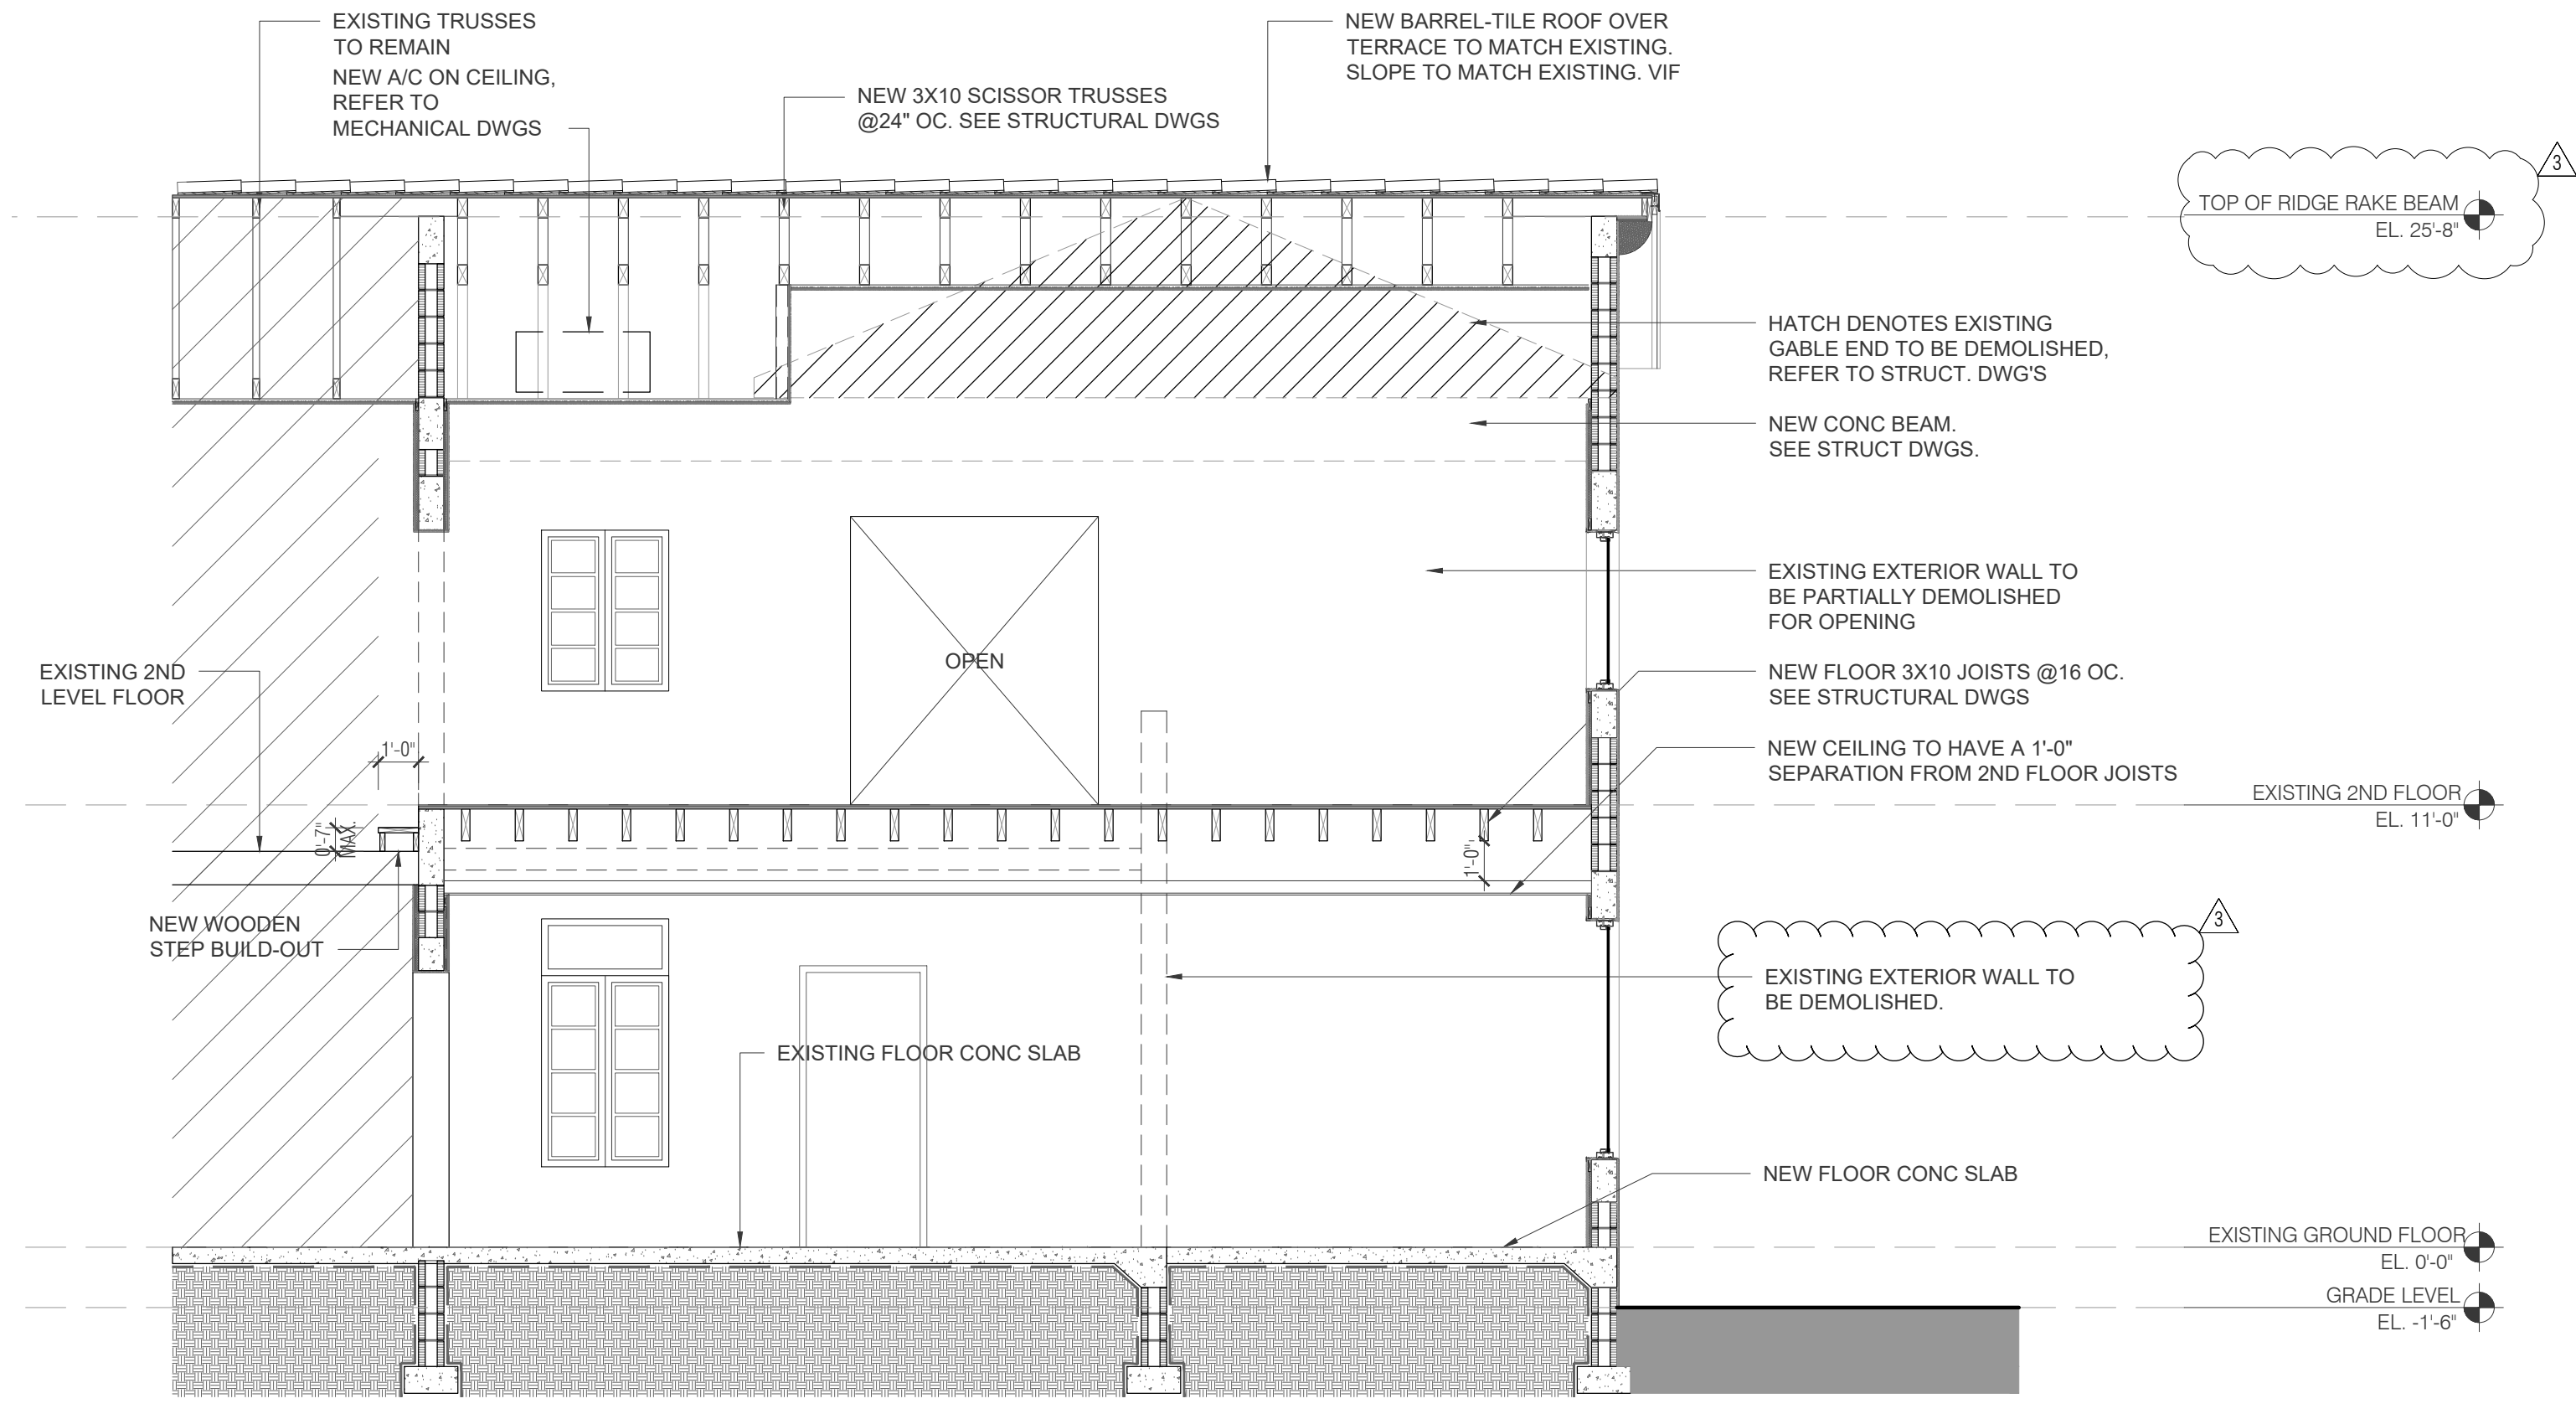 EXISTING TRUSSES
TO REMAIN
NEW A/C ON CEILING,
REFER TO
MECHANICAL DWGS
NEW 3X10 SCISSOR TRUSSES
@24" OC. SEE STRUCTURAL DWGS
NEW BARREL-TILE ROOF OVER
TERRACE TO MATCH EXISTING.
SLOPE TO MATCH EXISTING. VIF
3
TOP OF RIDGE RAKE BEAM
EL. 25'-8"
HATCH DENOTES EXISTING
GABLE END TO BE DEMOLISHED,
REFER TO STRUCT. DWG'S
NEW CONC BEAM.
SEE STRUCT DWGS.
EXISTING EXTERIOR WALL TO
BE PARTIALLY DEMOLISHED
FOR OPENING
OPEN
EXISTING 2ND
LEVEL FLOOR
NEW FLOOR 3X10 JOISTS @16 OC.
SEE STRUCTURAL DWGS
1'-0"
NEW CEILING TO HAVE A 1'-0"
SEPARATION FROM 2ND FLOOR JOISTS
EXISTING 2ND FLOOR
EL. 11'-0"
0'-7"
MAX.
1'-0"
NEW WOODEN
STEP BUILD-OUT
3
EXISTING EXTERIOR WALL TO
BE DEMOLISHED.
EXISTING FLOOR CONC SLAB
NEW FLOOR CONC SLAB
EXISTING GROUND FLOOR
EL. 0'-0"
GRADE LEVEL
EL. -1'-6"